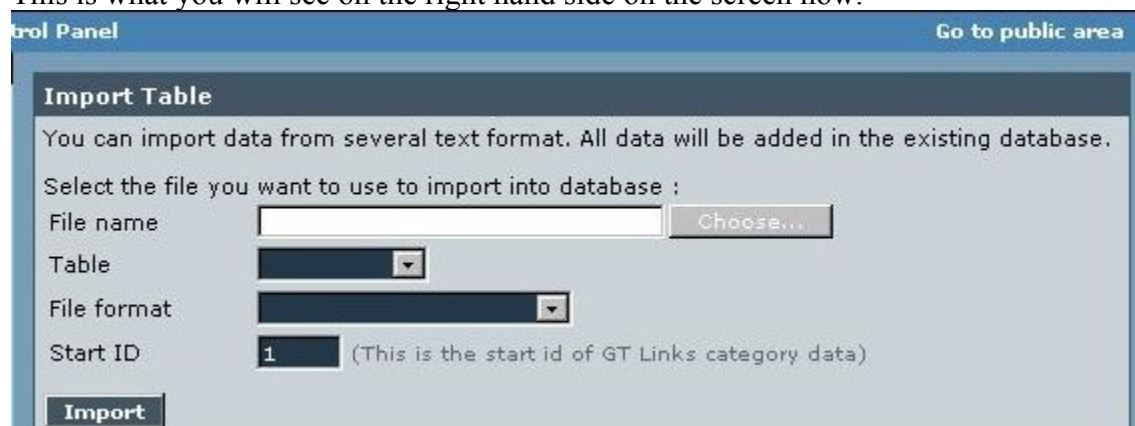 This is what you will see on the right hand side on the screen now.
trol Panel Go to public area
Import Table
You can import data from several text format. All data will be added in the existing database.
Select the file you want to use to import into database :
File name Choose...
Table
File format
Start ID 1 (This is the start id of GT Links category data)
Import